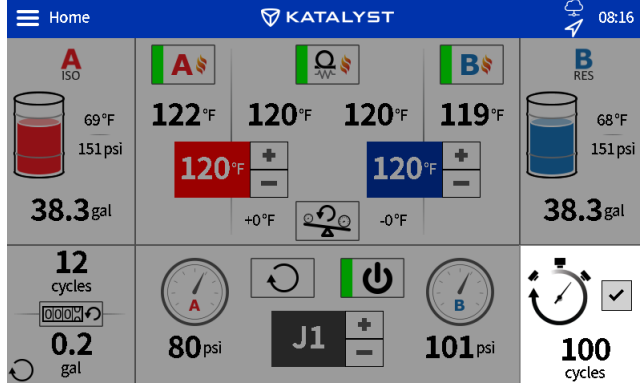 Home
KATALYST
08:16
A
ISO
A
B
B
RES
122°F
120°F
120°F
119°F
69°F
151 psi
68°F
151 psi
120°F
+
−
120°F
+
−
38.3 gal
+0°F
-0°F
38.3 gal
12
cycles
000
0.2
gal
A
80 psi
J1
+
−
B
101 psi
100
cycles